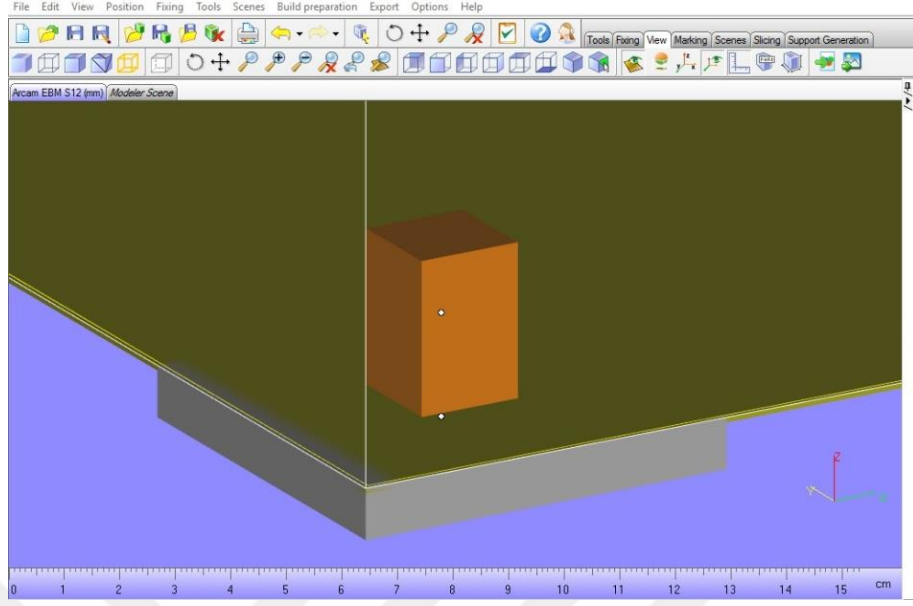 File Edit View Position Fixing Tools Scenes Build preparation Export Options Help
Tools Fixing View Marking Scenes Slicing Support Generation
Arcam EBM S12 (mm) Modeler Scene
Z
Y
0 1 2 3 4 5 6 7 8 9 10 11 12 13 14 15 cm